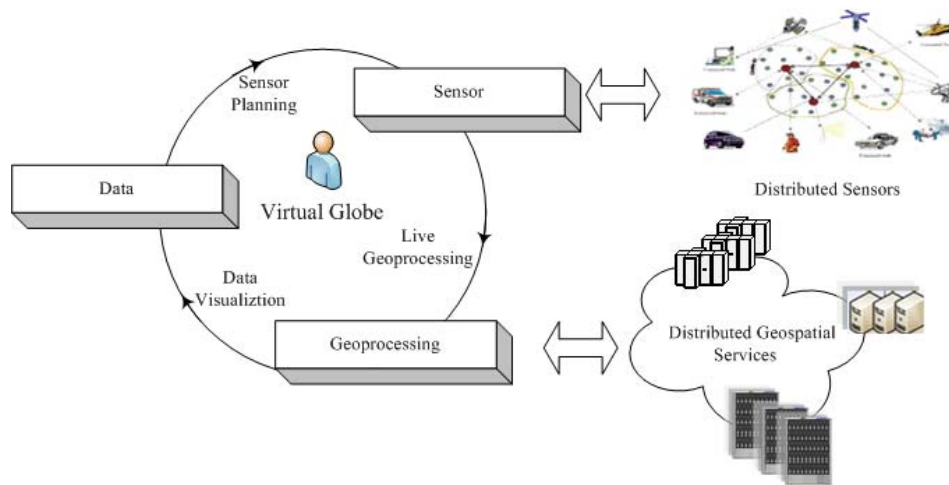 Sensor
Planning
Sensor
Data
Virtual Globe
Distributed Sensors
Live
Geoprocessing
Data
Visualiztion
Geoprocessing
Distributed Geospatial
Services